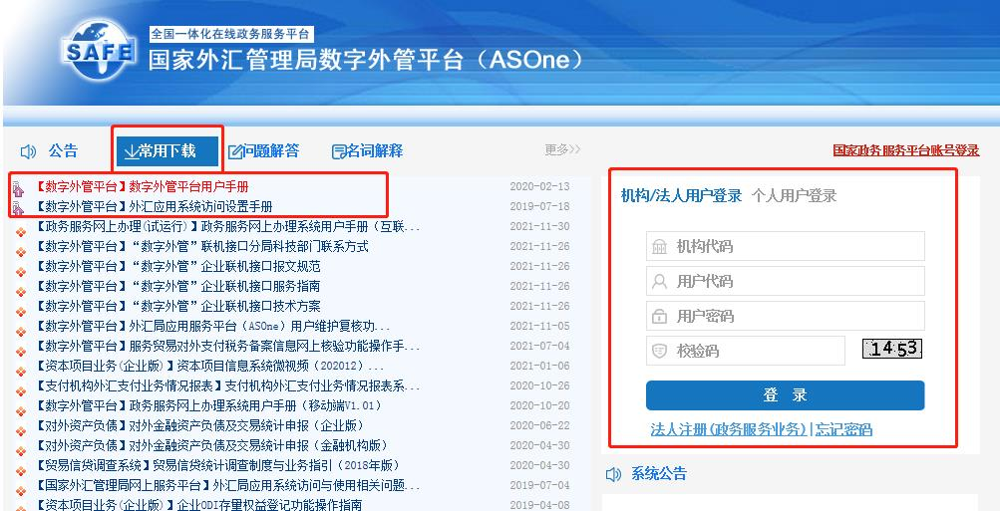 SAFE
全国一体化在线政务服务平台
国家外汇管理局数字外管平台（ASOne）
公告
常用下载
问题解答
名词解释
更多>>
国家政务服务平台账号登录
【数字外管平台】数字外管平台用户手册 2020-02-13
【数字外管平台】外汇应用系统访问设置手册 2019-07-18
【政务服务网上办理(试运行)】政务服务网上办理系统用户手册（互联... 2021-11-30
【数字外管平台】“数字外管”联机接口分局科技部门联系方式 2021-11-26
【数字外管平台】“数字外管”企业联机接口报文规范 2021-11-26
【数字外管平台】“数字外管”企业联机接口服务指南 2021-11-26
【数字外管平台】“数字外管”企业联机接口技术方案 2021-11-26
【数字外管平台】外汇局应用服务平台（ASOne）用户维护复核功... 2021-11-05
【数字外管平台】服务贸易对外支付税务备案信息网上核验功能操作手... 2021-07-04
【资本项目业务(企业版)】资本项目信息系统微视频（202012）... 2021-01-06
【支付机构外汇支付业务情况报表】支付机构外汇支付业务情况报表系... 2020-10-26
【数字外管平台】政务服务网上办理系统用户手册（移动端V1.01） 2020-10-20
【对外资产负债】对外金融资产负债及交易统计申报（企业版） 2020-06-22
【对外资产负债】对外金融资产负债及交易统计申报（金融机构版） 2020-04-30
【贸易信贷调查系统】贸易信贷统计调查制度与业务指引（2018年版） 2020-04-30
【国家外汇管理局网上服务平台】外汇局应用系统访问与使用相关问题... 2019-07-04
【资本项目业务(企业版)】企业ODI存量权益登记功能操作指南 2019-04-08
机构/法人用户登录 个人用户登录
机构代码
用户代码
用户密码
校验码
1453
登 录
法人注册(政务服务业务)|忘记密码
系统公告